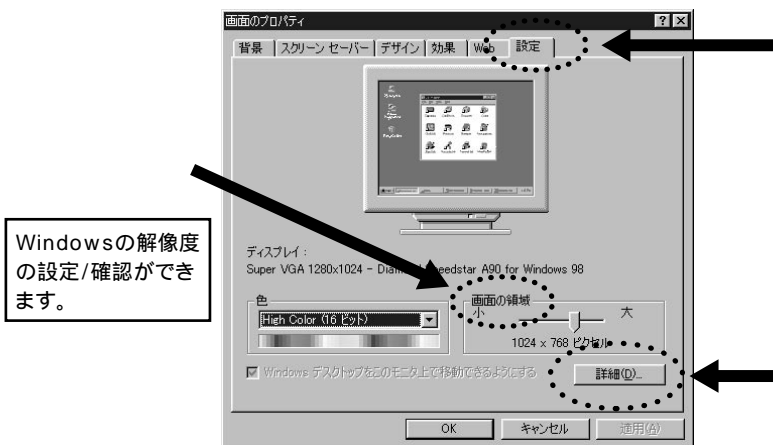 画面のプロパティ
背景 スクリーン セーバー デザイン 効果 Web 設定
Windowsの解像度
の設定/確認ができ
ます。
ディスプレイ :
Super VGA 1280x1024 - Diamond Speedstar A90 for Windows 98
色
High Color (16 ビット)
画面の領域
小 大
1024 x 768 ピクセル
Windows デスクトップをこのモニタ上で移動できるようにする
詳細(D)...
OK キャンセル 適用(A)